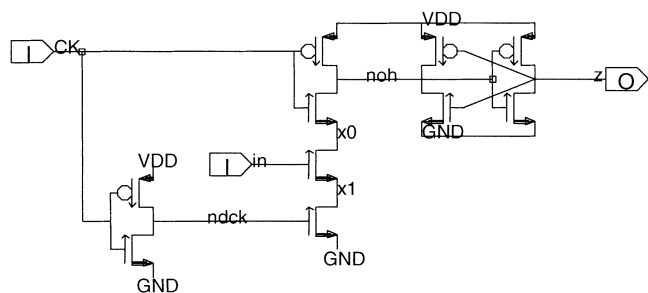 VDD
I CK
noh
z O
GND
x0
I in
VDD
x1
ndck
GND
GND